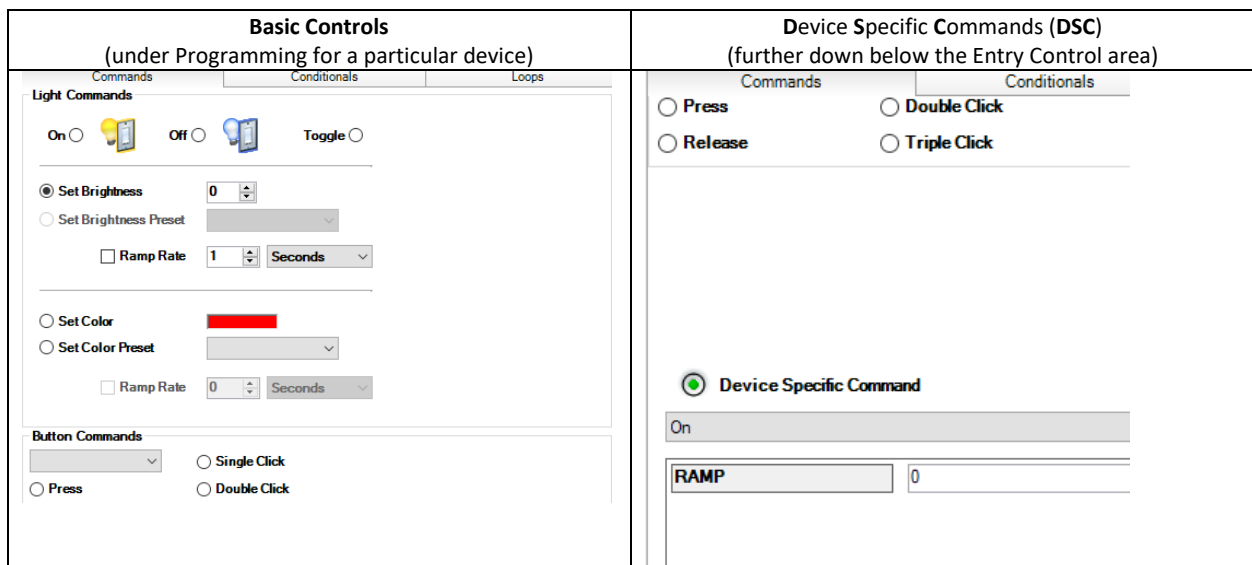 Basic Controls
(under Programming for a particular device)
Commands Conditionals Loops
Light Commands
On Off Toggle
Set Brightness 0
Set Brightness Preset
Ramp Rate 1 Seconds
Set Color
Set Color Preset
Ramp Rate 0 Seconds
Button Commands
Single Click
Press Double Click
Device Specific Commands (DSC)
(further down below the Entry Control area)
Commands Conditionals
Press Double Click
Release Triple Click
Device Specific Command
On
RAMP 0